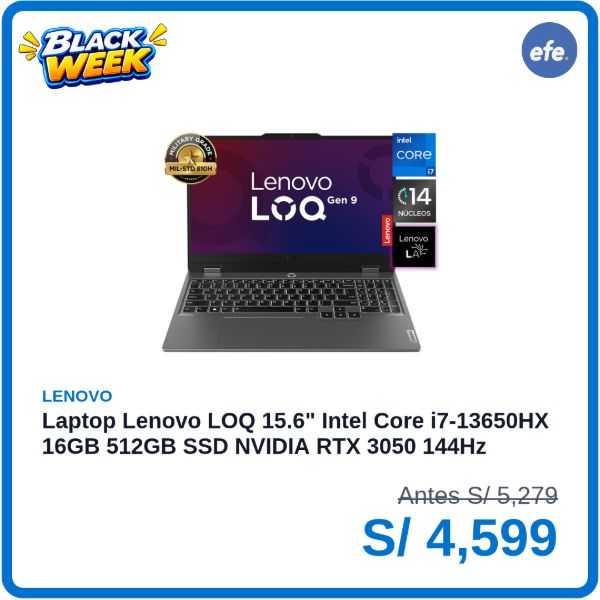 BLACK
WEEK
efe.
MILITARY GRADE
MIL-STD 810H
Lenovo
LOQ Gen 9
intel
CORE
i7
14
NÚCLEOS
Lenovo
Lenovo
LA
LENOVO
Laptop Lenovo LOQ 15.6" Intel Core i7-13650HX
16GB 512GB SSD NVIDIA RTX 3050 144Hz
Antes S/ 5,279
S/ 4,599